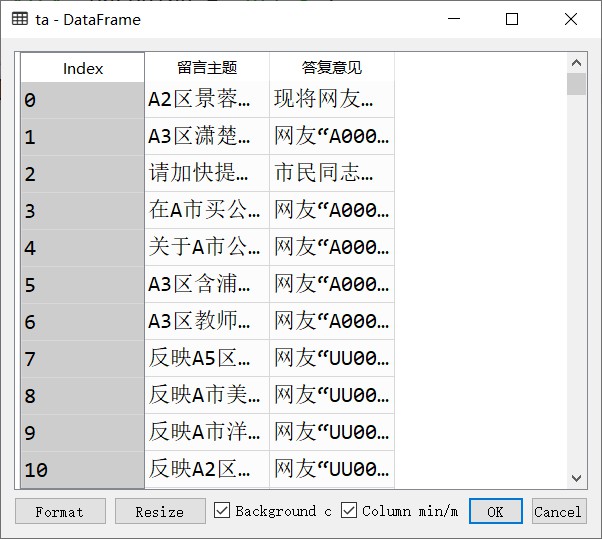 ta - DataFrame
Index 留言主题 答复意见
0 A2区景蓉… 现将网友…
1 A3区潇楚… 网友“A000…
2 请加快提… 市民同志…
3 在A市买公… 网友“A000…
4 关于A市公… 网友“A000…
5 A3区含浦… 网友“A000…
6 A3区教师… 网友“A000…
7 反映A5区… 网友“UU00…
8 反映A市美… 网友“UU00…
9 反映A市洋… 网友“UU00…
10 反映A2区… 网友“UU00…
Format Resize Background c Column min/m OK Cancel